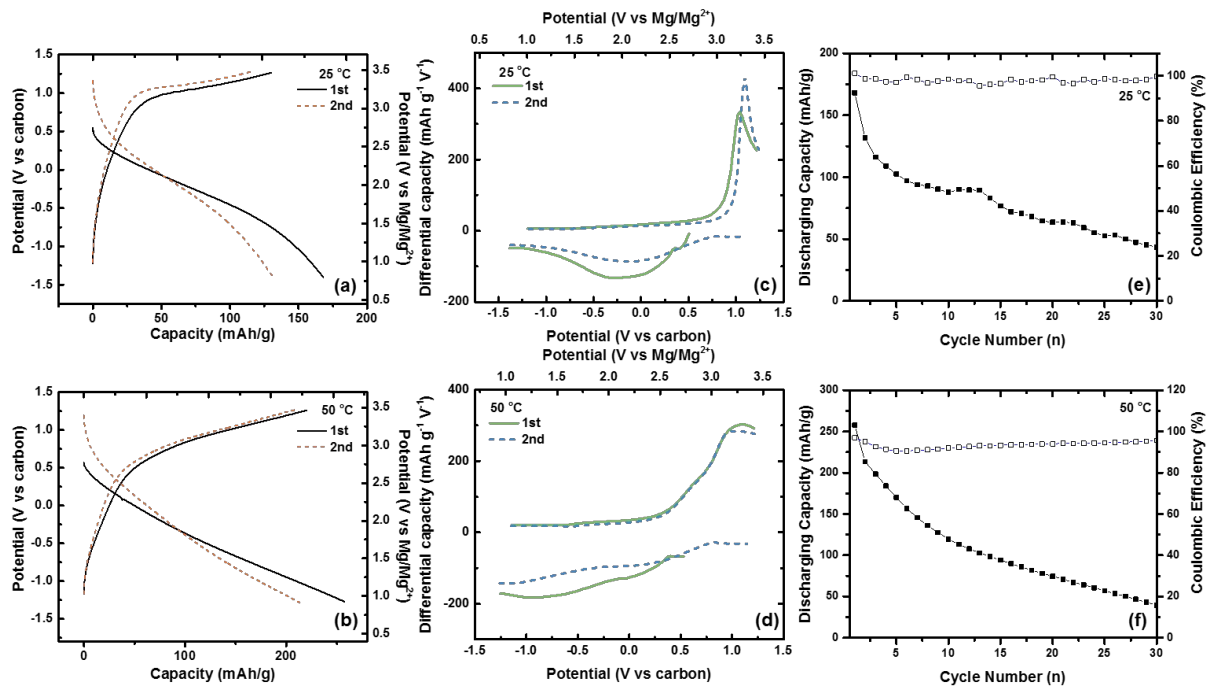 1.5
1.0
0.5
0.0
-0.5
-1.0
-1.5
Potential (V vs carbon)
25 °C
1st
2nd
(a)
3.5
3.0
2.5
2.0
1.5
1.0
0.5
Potential (V vs Mg/Mg²⁺)
0 50 100 150 200
Capacity (mAh/g)
Potential (V vs Mg/Mg²⁺)
0.5 1.0 1.5 2.0 2.5 3.0 3.5
400
200
0
-200
Differential capacity (mAh g⁻¹ V⁻¹)
25 °C
1st
2nd
(c)
-1.5 -1.0 -0.5 0.0 0.5 1.0 1.5
Potential (V vs carbon)
200
150
100
50
0
Discharging Capacity (mAh/g)
25 °C
(e)
100
80
60
40
20
0
Coulombic Efficiency (%)
5 10 15 20 25 30
Cycle Number (n)
1.5
1.0
0.5
0.0
-0.5
-1.0
-1.5
Potential (V vs carbon)
50 °C
1st
2nd
(b)
3.5
3.0
2.5
2.0
1.5
1.0
0.5
Potential (V vs Mg/Mg²⁺)
0 100 200
Capacity (mAh/g)
Potential (V vs Mg/Mg²⁺)
1.0 1.5 2.0 2.5 3.0 3.5
400
200
0
-200
Differential capacity (mAh g⁻¹ V⁻¹)
50 °C
1st
2nd
(d)
-1.5 -1.0 -0.5 0.0 0.5 1.0 1.5
Potential (V vs carbon)
300
250
200
150
100
50
0
Discharging Capacity (mAh/g)
50 °C
(f)
120
100
80
60
40
20
0
Coulombic Efficiency (%)
5 10 15 20 25 30
Cycle Number (n)